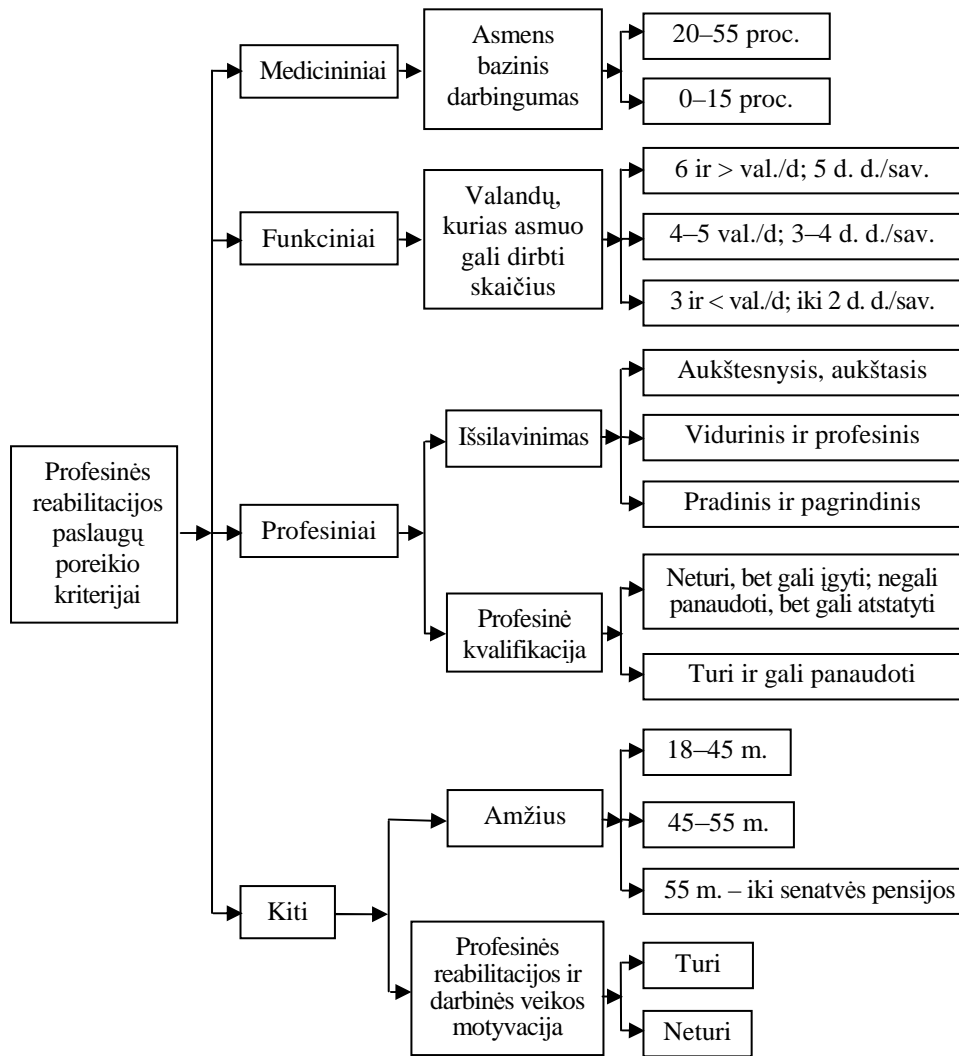 Profesinės
reabilitacijos
paslaugų
poreikio
kriterijai
Medicininiai
Asmens
bazinis
darbingumas
20–55 proc.
0–15 proc.
Funkciniai
Valandų,
kurias asmuo
gali dirbti
skaičius
6 ir > val./d; 5 d. d./sav.
4–5 val./d; 3–4 d. d./sav.
3 ir < val./d; iki 2 d. d./sav.
Profesiniai
Išsilavinimas
Aukštesnysis, aukštasis
Vidurinis ir profesinis
Pradinis ir pagrindinis
Profesinė
kvalifikacija
Neturi, bet gali įgyti; negali
panaudoti, bet gali atstatyti
Turi ir gali panaudoti
Kiti
Amžius
18–45 m.
45–55 m.
55 m. – iki senatvės pensijos
Profesinės
reabilitacijos ir
darbinės veikos
motyvacija
Turi
Neturi